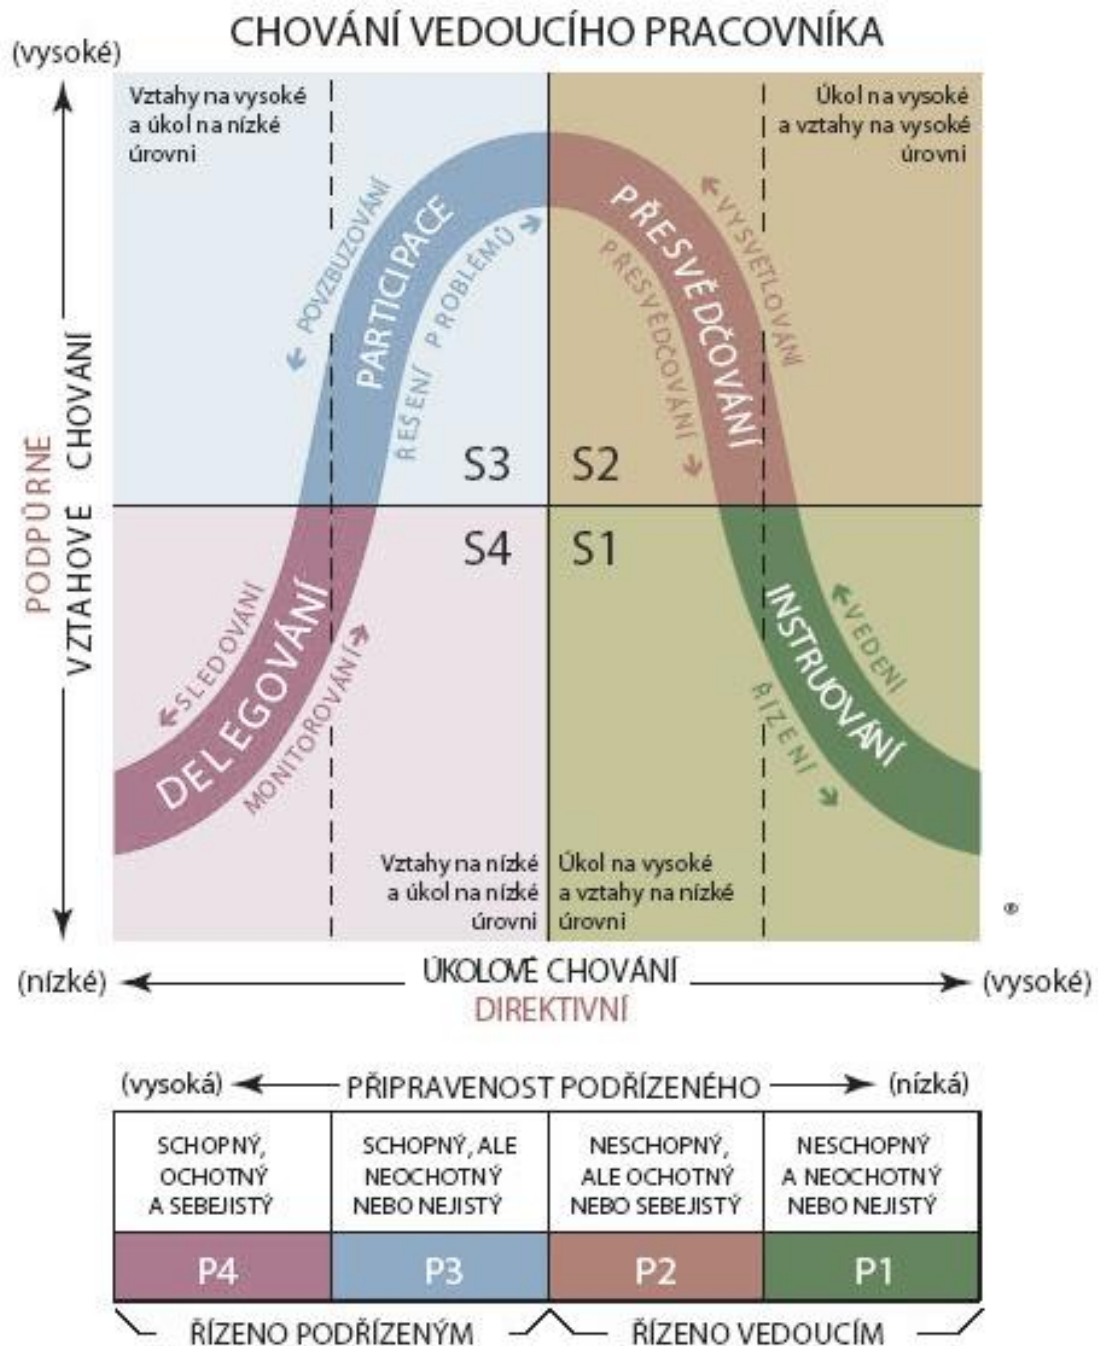 CHOVÁNÍ VEDOUCÍHO PRACOVNÍKA
(vysoké)
Vztahy na vysoké
a úkol na nízké
úrovni
Úkol na vysoké
a vztahy na vysoké
úrovni
POVZBUZOVÁNÍ
PARTICIPACE
ŘEŠENÍ PROBLÉMŮ
PŘESVĚDČOVÁNÍ
VYSVĚTLOVÁNÍ
PŘESVĚDČOVÁNÍ
S3
S2
PODPŮRNÉ
VZTAHOVÉ CHOVÁNÍ
S4
S1
SLEDOVÁNÍ
DELEGOVÁNÍ
MONITOROVÁNÍ
VEDENÍ
INSTRUOVÁNÍ
ŘÍZENÍ
Vztahy na nízké
a úkol na nízké
úrovni
Úkol na vysoké
a vztahy na nízké
úrovni
®
(nízké)
ÚKOLOVÉ CHOVÁNÍ
(vysoké)
DIREKTIVNÍ
(vysoká)
PŘIPRAVENOST PODŘÍZENÉHO
(nízká)
SCHOPNÝ,
OCHOTNÝ
A SEBEJISTÝ
SCHOPNÝ, ALE
NEOCHOTNÝ
NEBO NEJISTÝ
NESCHOPNÝ,
ALE OCHOTNÝ
NEBO SEBEJISTÝ
NESCHOPNÝ
A NEOCHOTNÝ
NEBO NEJISTÝ
P4
P3
P2
P1
ŘÍZENO PODŘÍZENÝM
ŘÍZENO VEDOUCÍM